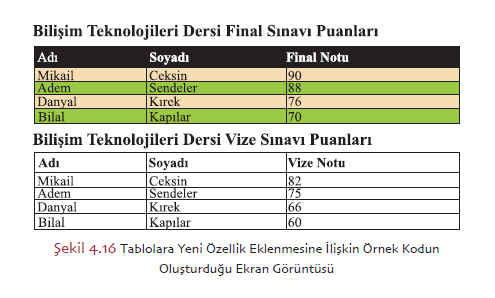 Bilişim Teknolojileri Dersi Final Sınavı Puanları
Adı Soyadı Final Notu
Mikail Ceksin 90
Adem Sendeler 88
Danyal Kırek 76
Bilal Kapılar 70
Bilişim Teknolojileri Dersi Vize Sınavı Puanları
Adı Soyadı Vize Notu
Mikail Ceksin 82
Adem Sendeler 75
Danyal Kırek 66
Bilal Kapılar 60
Şekil 4.16 Tablolara Yeni Özellik Eklenmesine İlişkin Örnek Kodun
Oluşturduğu Ekran Görüntüsü